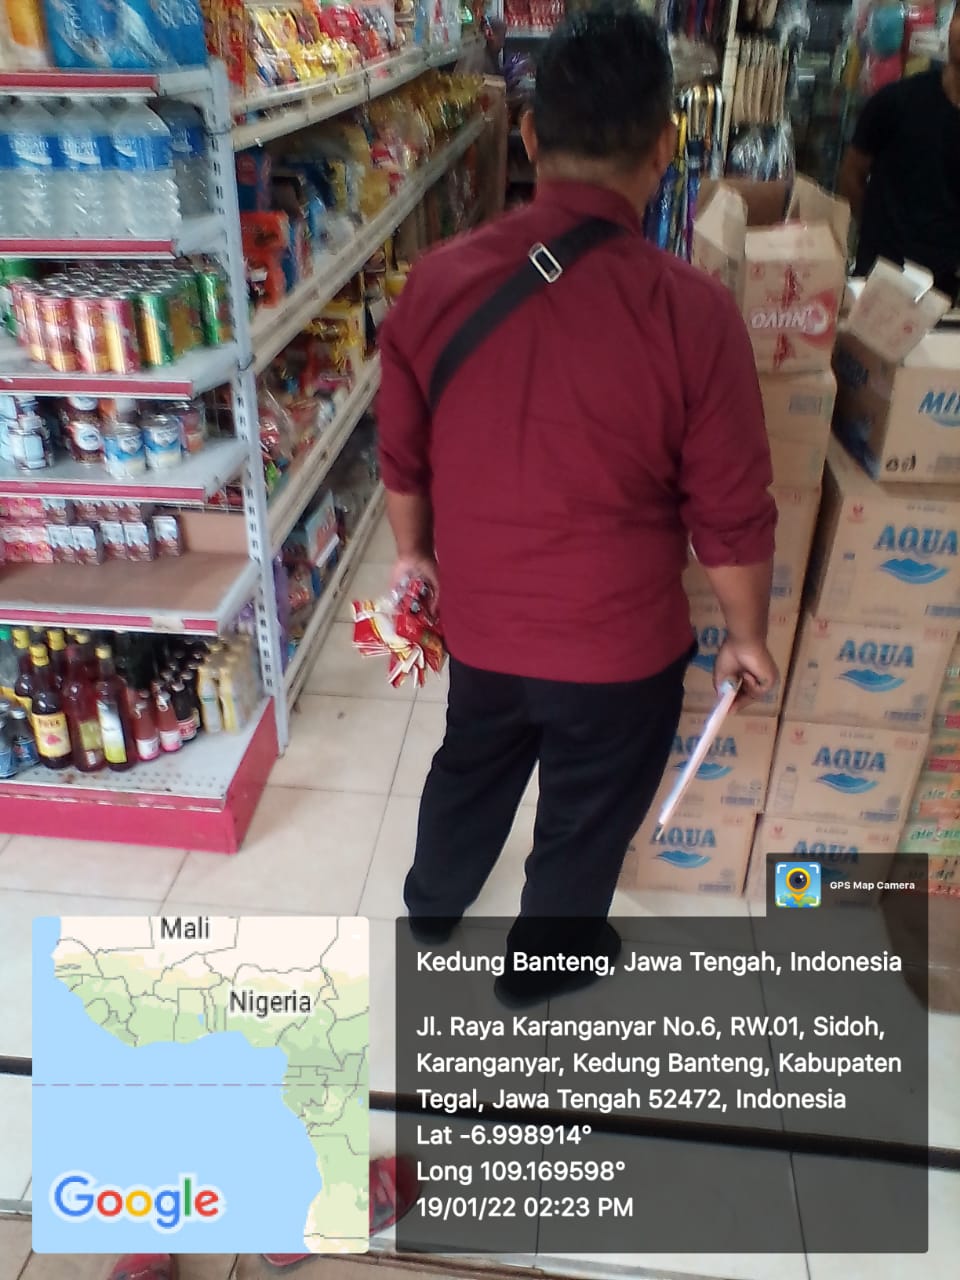 NUVO
MI
AQUA
AQUA
AQUA
AQUA
AQUA
AQUA
GPS Map Camera
Mali
Nigeria
Google
Kedung Banteng, Jawa Tengah, Indonesia
Jl. Raya Karanganyar No.6, RW.01, Sidoh,
Karanganyar, Kedung Banteng, Kabupaten
Tegal, Jawa Tengah 52472, Indonesia
Lat -6.998914°
Long 109.169598°
19/01/22 02:23 PM